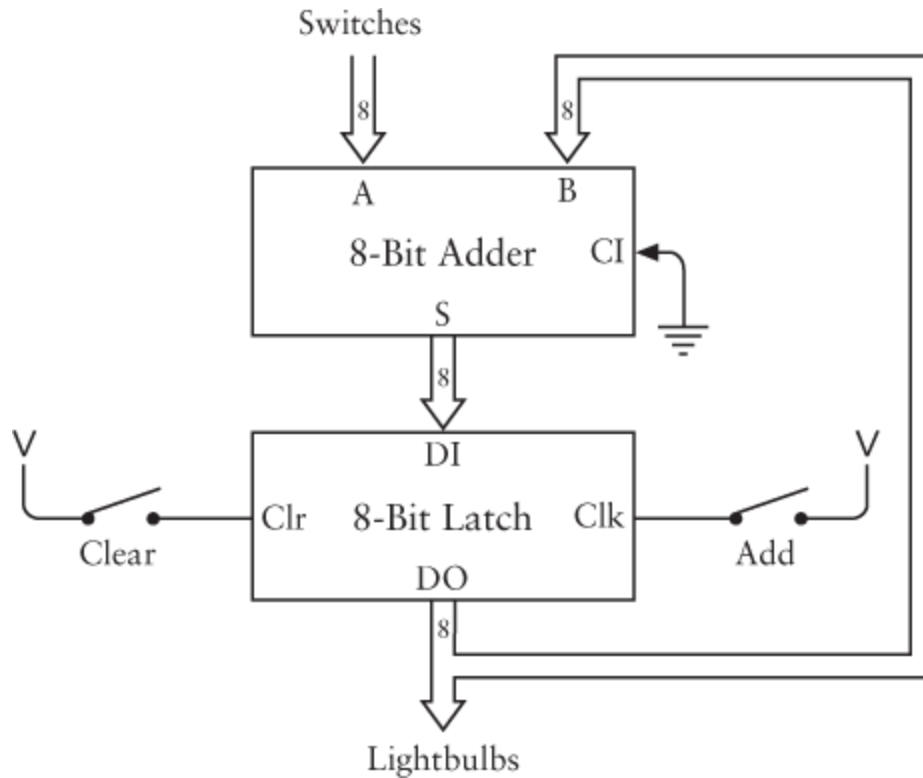 Switches
8 8
A B
8-Bit Adder CI
S
8
V V
DI
Clr 8-Bit Latch Clk
Clear Add
DO
8
Lightbulbs